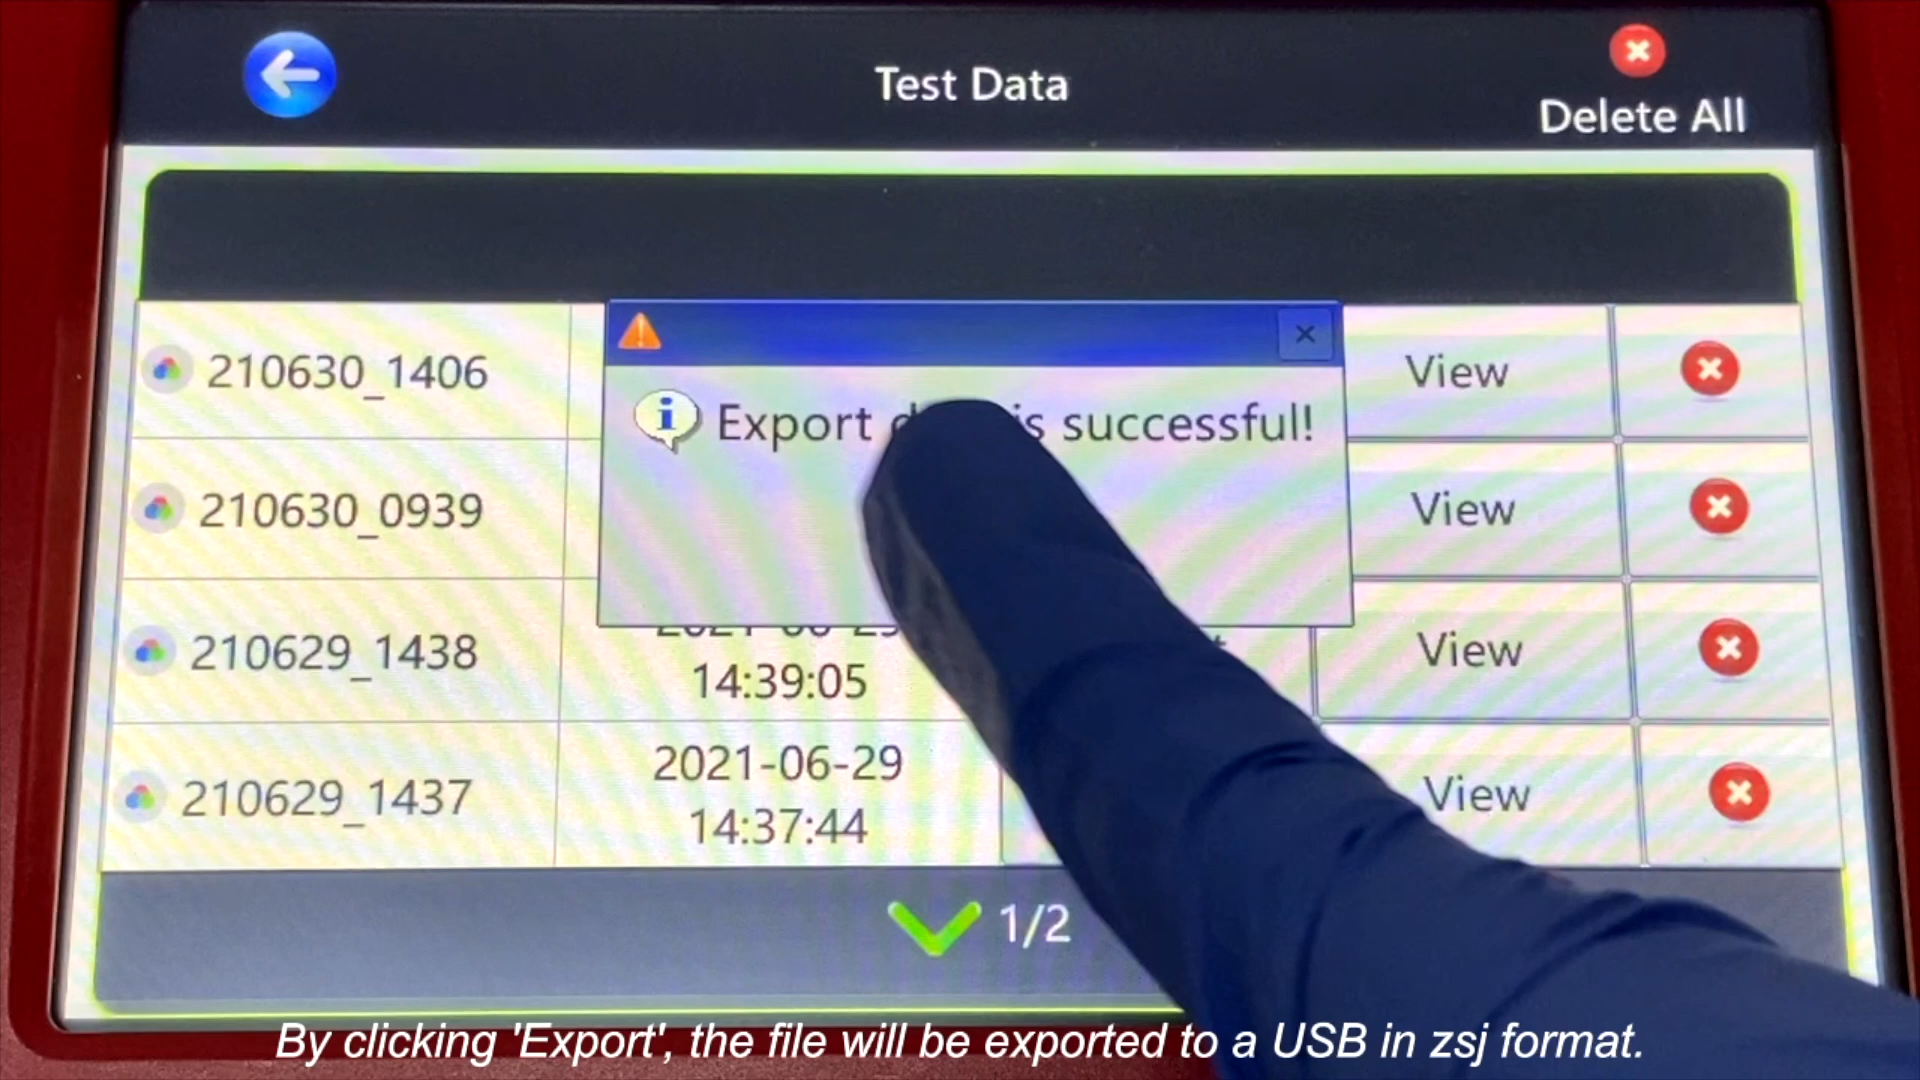 Test Data
Delete All
210630_1406
View
Export is successful!
210630_0939
View
210629_1438
14:39:05
View
210629_1437
2021-06-29
14:37:44
View
1/2
By clicking 'Export', the file will be exported to a USB in zsj format.